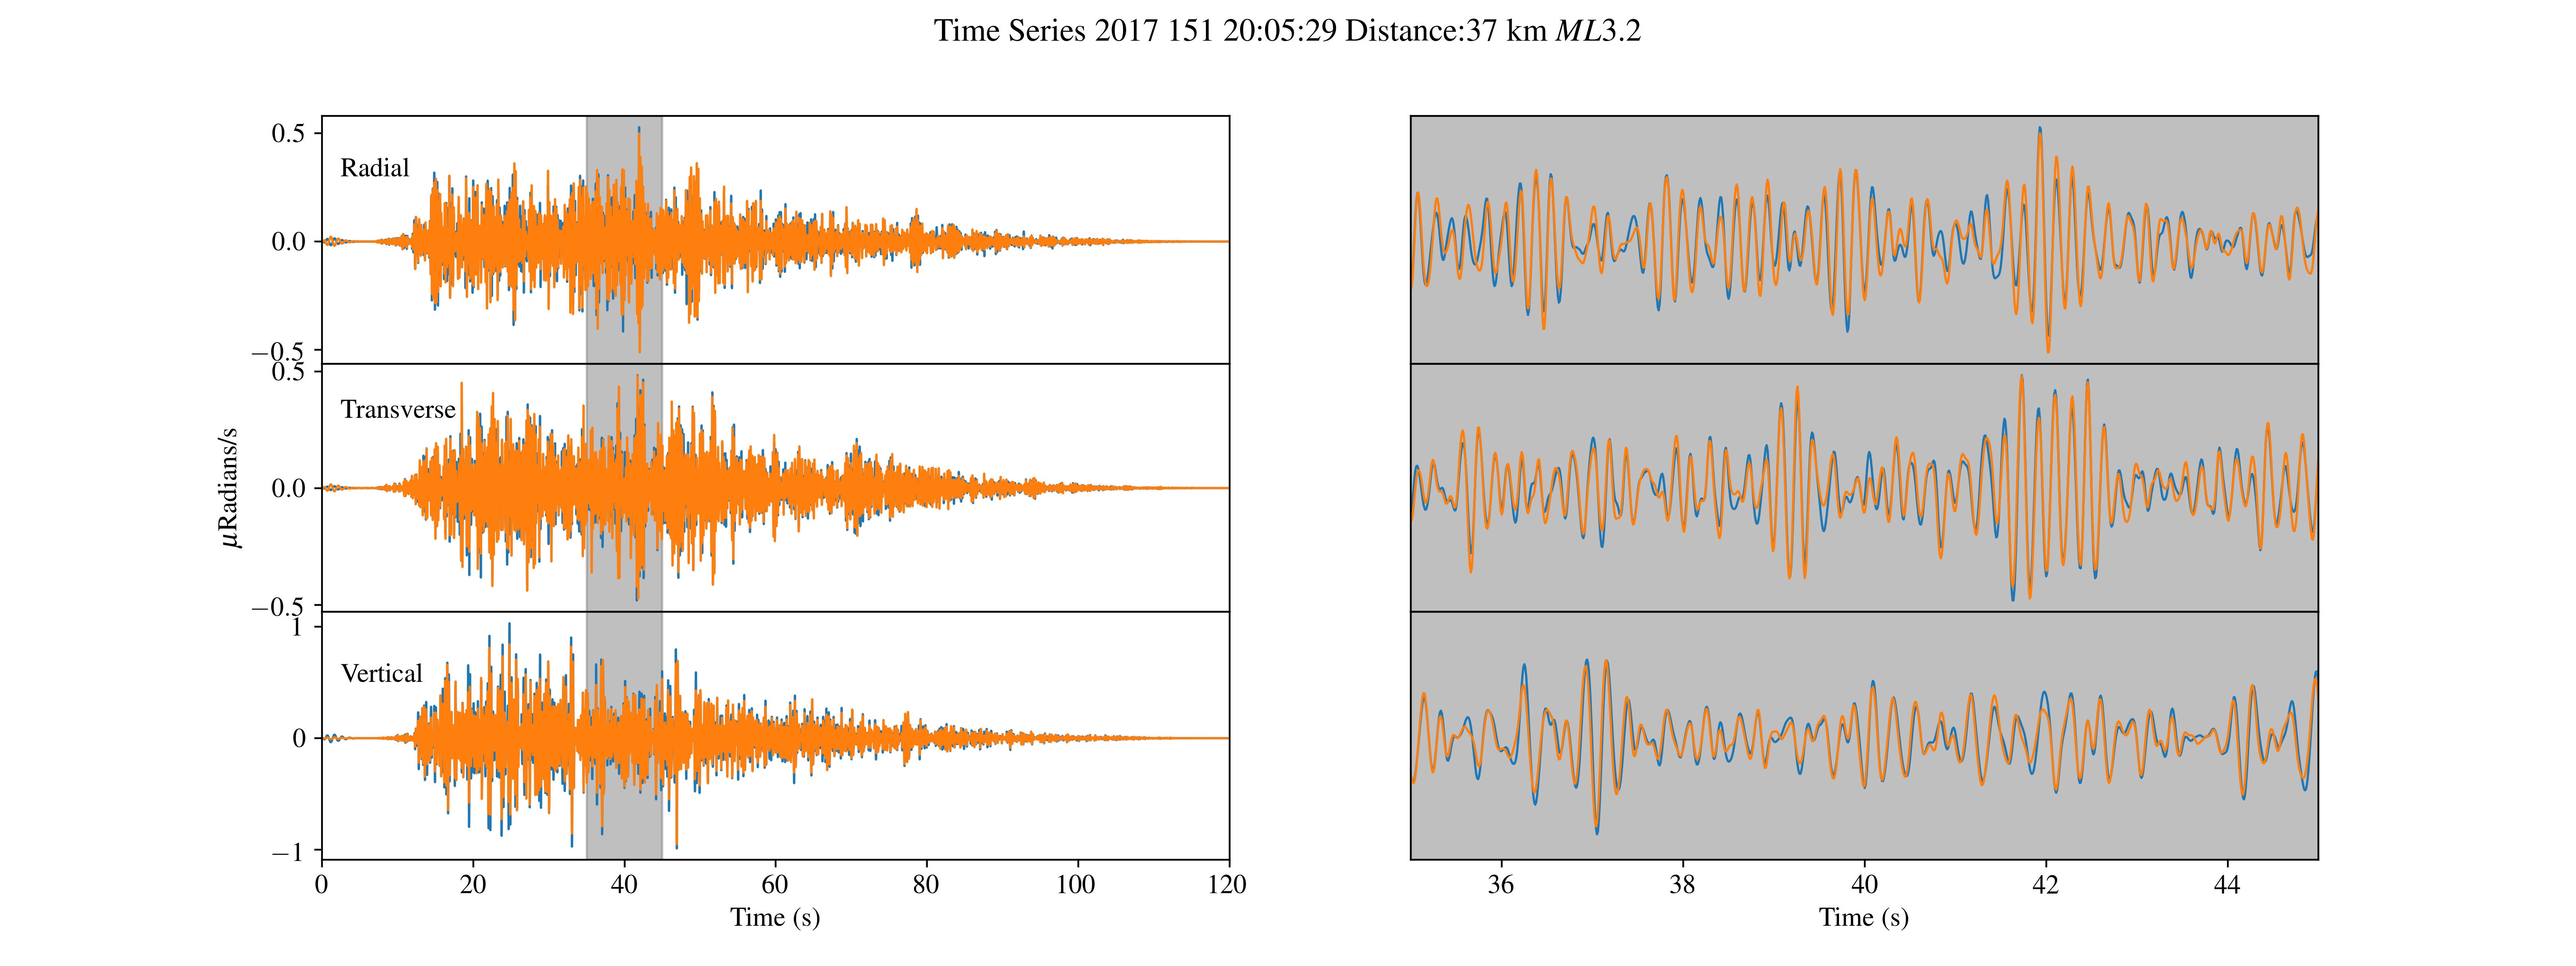 Time Series 2017 151 20:05:29 Distance:37 km ML3.2
0.5
Radial
0.0
−0.5
0.5
Transverse
0.0
−0.5
μRadians/s
1
Vertical
0
−1
0 20 40 60 80 100 120
Time (s)
36 38 40 42 44
Time (s)